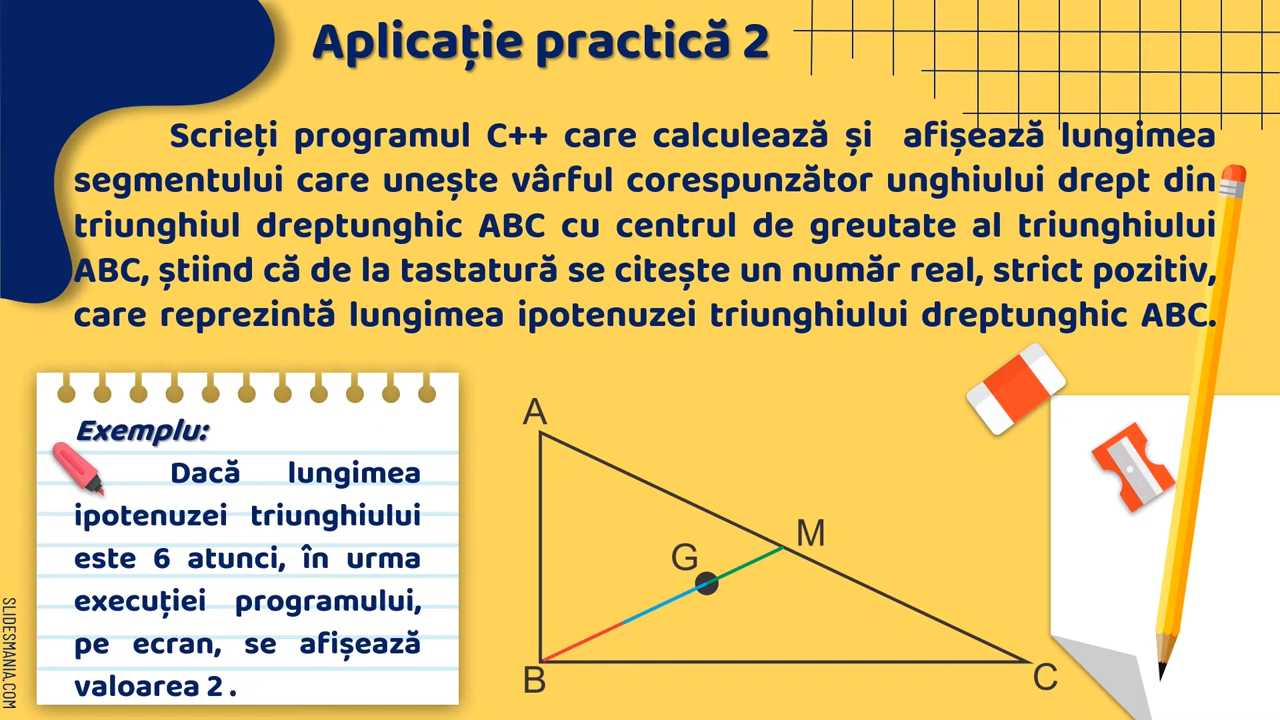 Aplicație practică 2
Scrieți programul C++ care calculează și afișează lungimea
segmentului care unește vârful corespunzător unghiului drept din
triunghiul dreptunghic ABC cu centrul de greutate al triunghiului
ABC, știind că de la tastatură se citește un număr real, strict pozitiv,
care reprezintă lungimea ipotenuzei triunghiului dreptunghic ABC.
Exemplu:
Dacă lungimea
ipotenuzei triunghiului
este 6 atunci, în urma
execuției programului,
pe ecran, se afișează
valoarea 2 .
A
M
G
B
C
SLIDESMANIA.COM